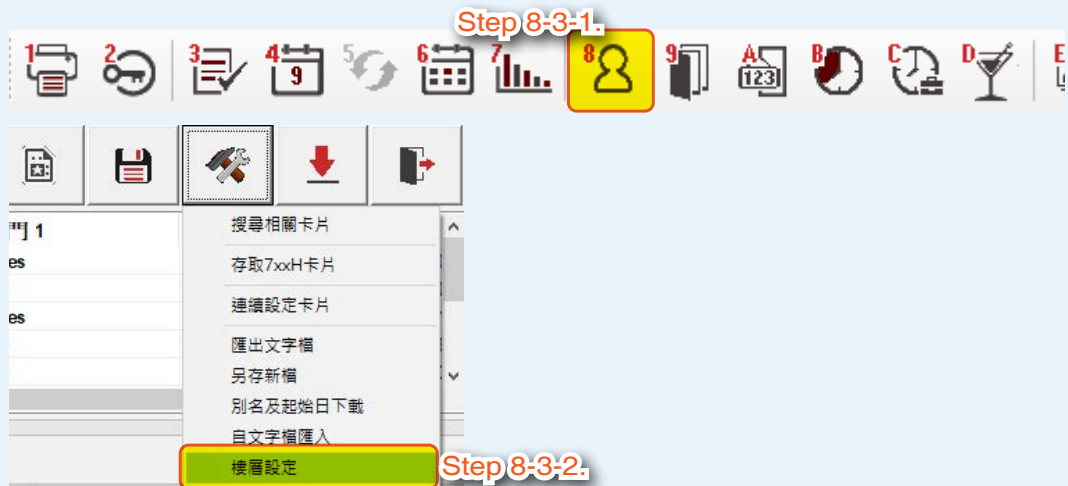 Step 8-3-1.
1 2 3 4 5 6 7 8 9 A B C D E
9 123
] 1
es
es
搜尋相關卡片
存取7xxH卡片
連續設定卡片
匯出文字檔
另存新檔
別名及起始日下載
自文字檔匯入
樓層設定
Step 8-3-2.